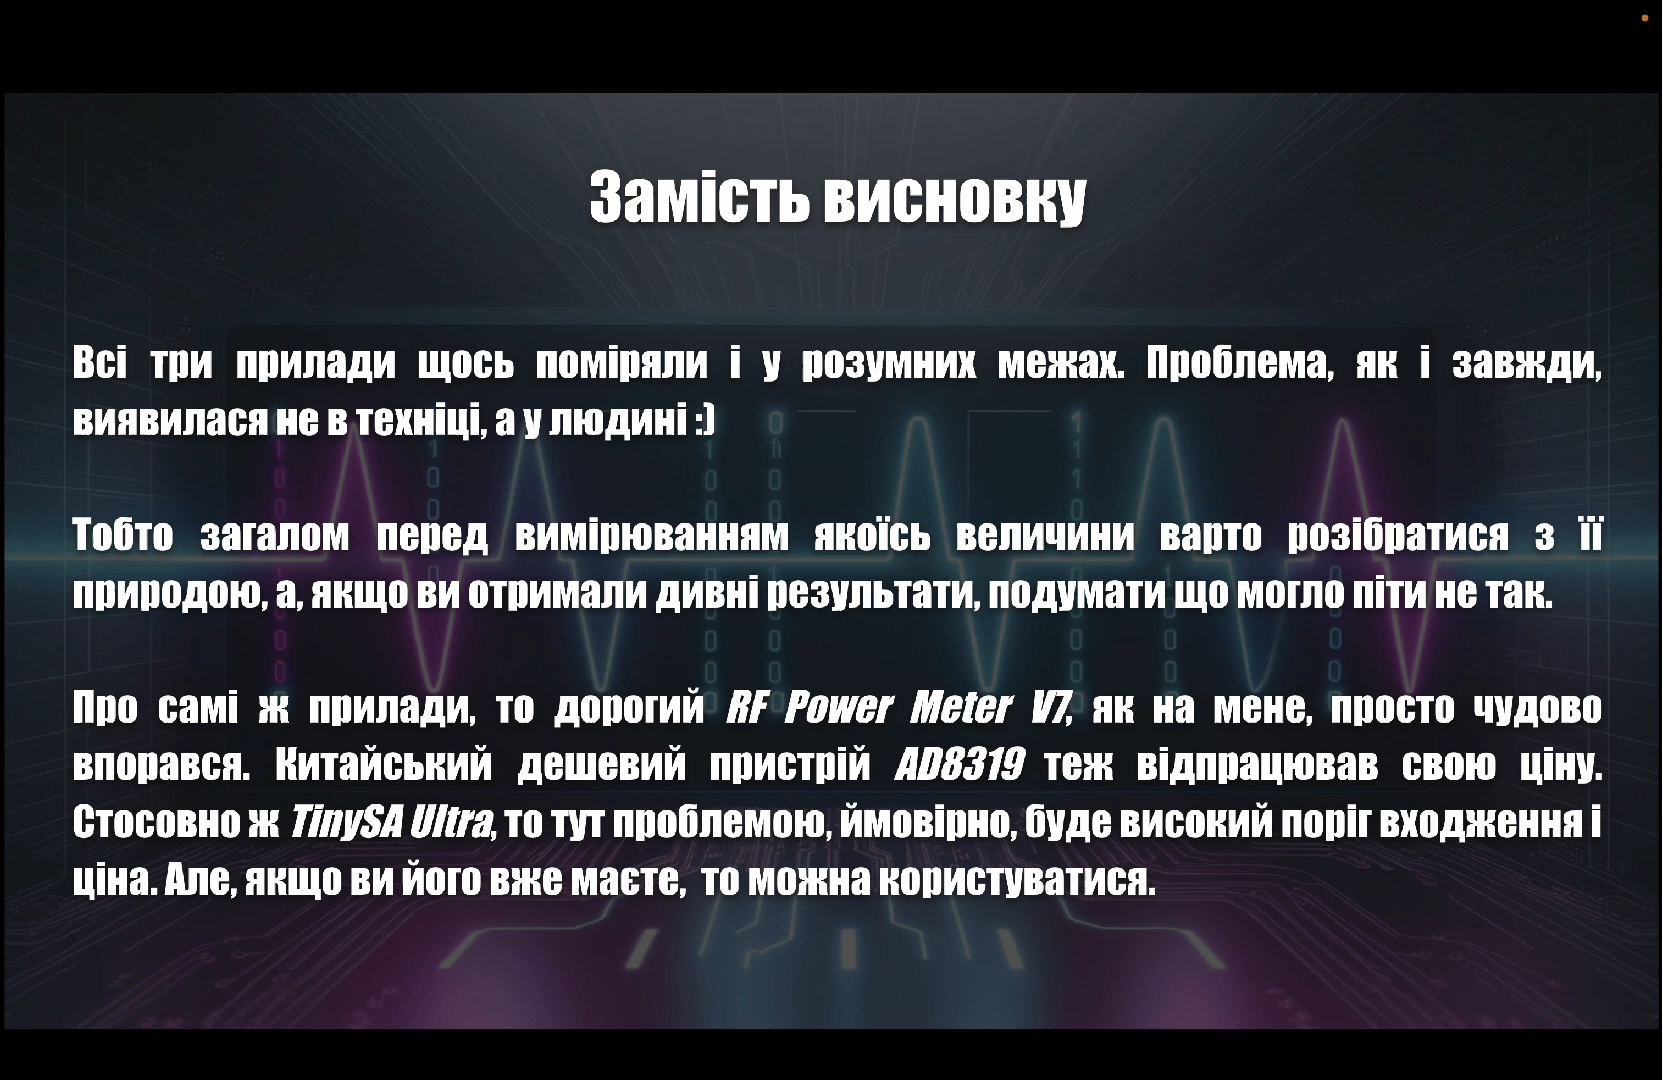 Замість висновку
Всі три прилади щось поміряли і у розумних межах. Проблема, як і завжди,
виявилася не в техніці, а у людині :)
Тобто загалом перед вимірюванням якоїсь величини варто розібратися з її
природою, а, якщо ви отримали дивні результати, подумати що могло піти не так.
Про самі ж прилади, то дорогий RF Power Meter V7, як на мене, просто чудово
впорався. Китайський дешевий пристрій AD8319 теж відпрацював свою ціну.
Стосовно ж TinySA Ultra, то тут проблемою, ймовірно, буде високий поріг входження і
ціна. Але, якщо ви його вже маєте, то можна користуватися.